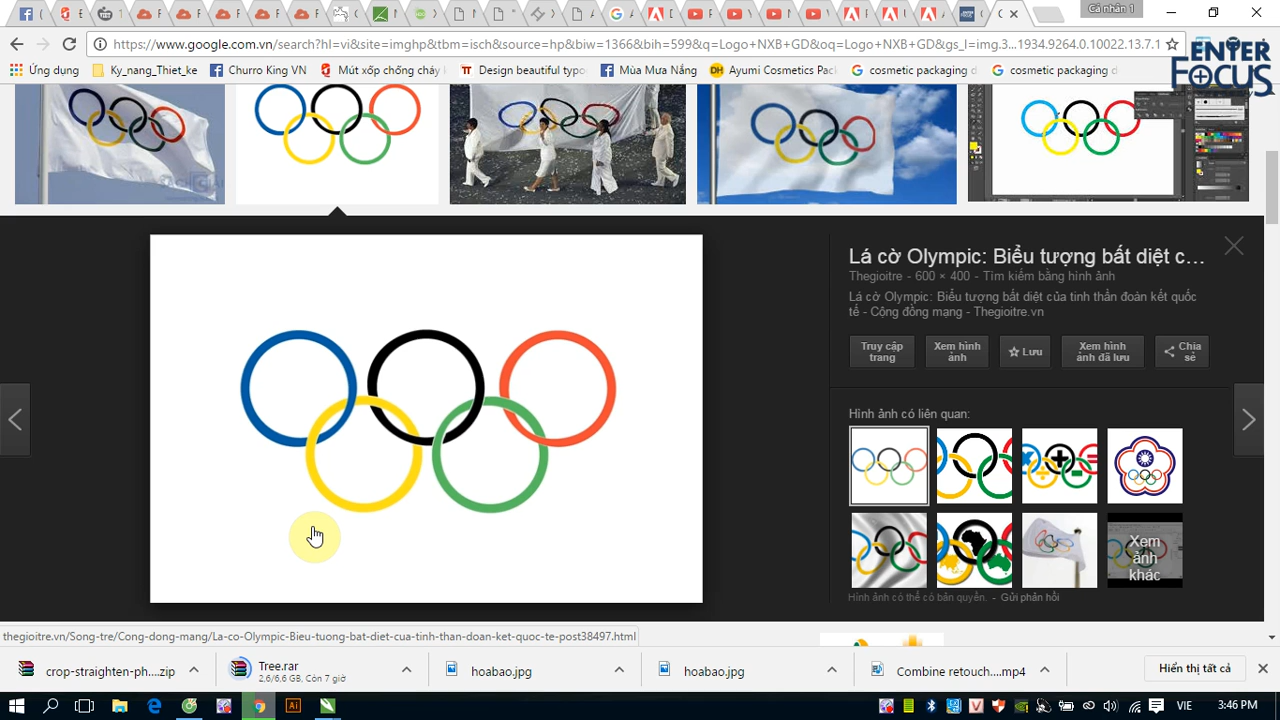 Cá nhân 1
https://www.google.com.vn/search?hl=vi&site=imghp&tbm=isch&source=hp&biw=1366&bih=599&q=Logo+NXB+GD&oq=Logo+NXB+GD&gs_l=img.3...1934.9264.0.10022.13.7.1
ENTER
FOCUS
Ứng dụng
Ky_nang_Thiet_ke
Churro King VN
Mút xốp chống cháy
Design beautiful typo
Mùa Mưa Nắng
Ayumi Cosmetics Pac
cosmetic packaging d
cosmetic packaging d
Lá cờ Olympic: Biểu tượng bất diệt c...
Thegioitre - 600 × 400 - Tìm kiếm bằng hình ảnh
Lá cờ Olympic: Biểu tượng bất diệt của tinh thần đoàn kết quốc
tế - Cộng đồng mạng - Thegioitre.vn
Truy cập
trang
Xem hình
ảnh
Lưu
Xem hình
ảnh đã lưu
Chia
sẻ
Hình ảnh có liên quan:
Xem
ảnh
khác
Hình ảnh có thể có bản quyền. - Gửi phản hồi
thegioitre.vn/Song-tre/Cong-dong-mang/La-co-Olympic-Bieu-tuong-bat-diet-cua-tinh-than-doan-ket-quoc-te-post38497.html
crop-straighten-ph....zip
Tree.rar
2.6/6.6 GB, Còn 7 giờ
hoabao.jpg
hoabao.jpg
Combine retouch....mp4
Hiển thị tất cả
VIE
3:46 PM